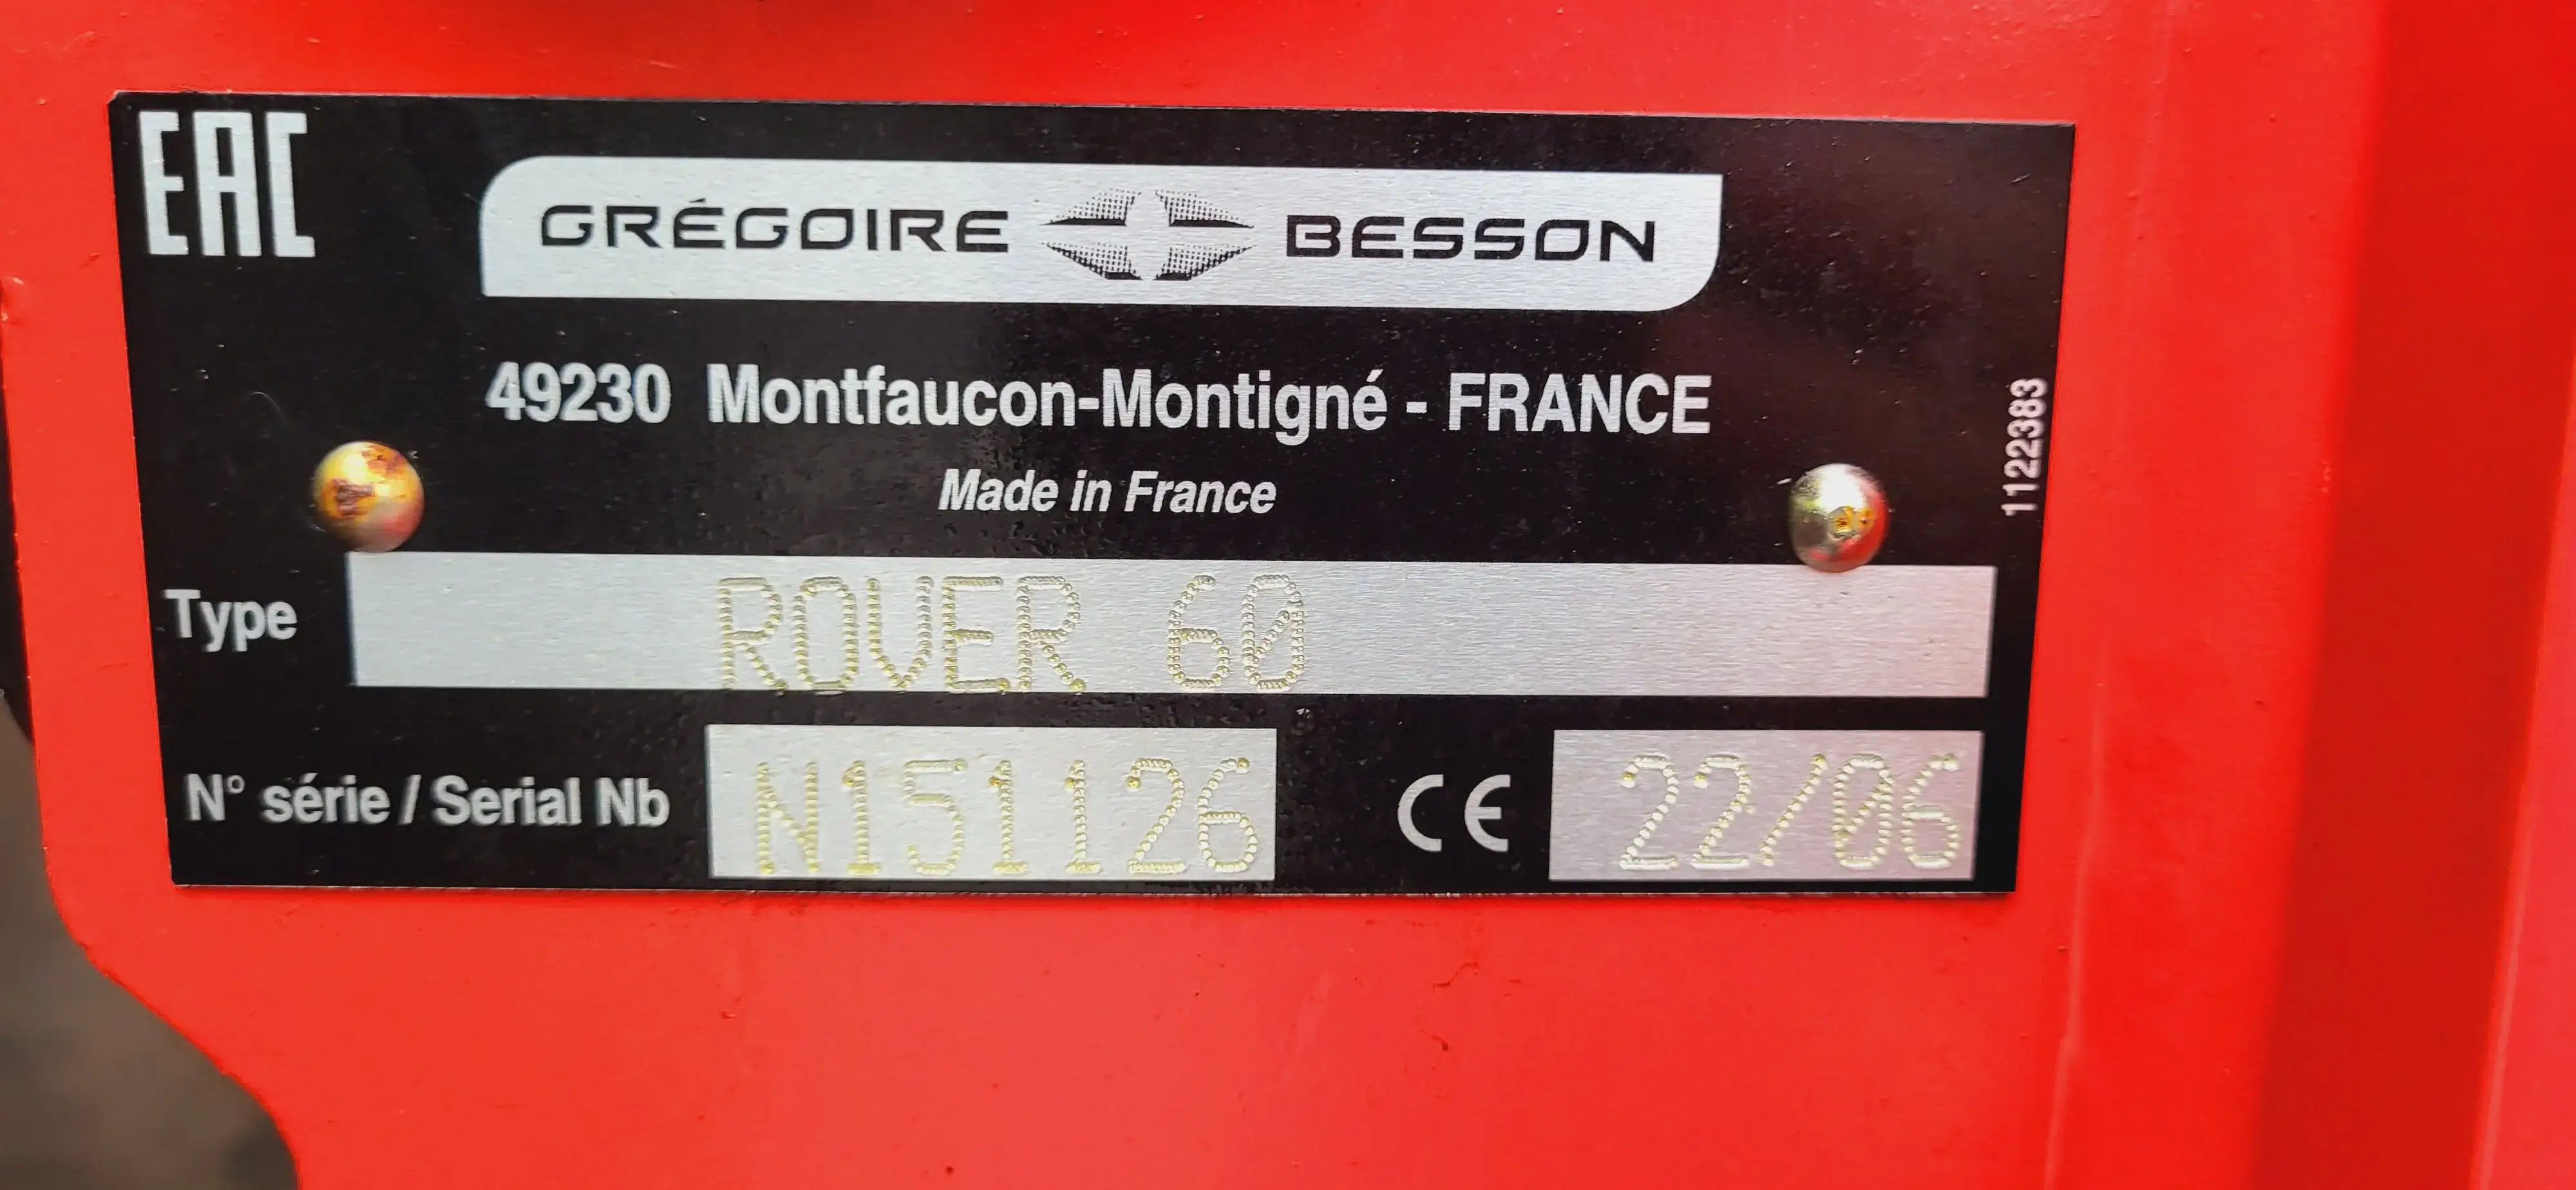 EAC
GRÉGOIRE BESSON
49230 Montfaucon-Montigné - FRANCE
Made in France
1122383
Type ROVER 60
N° série / Serial Nb N151126 CE 22/06